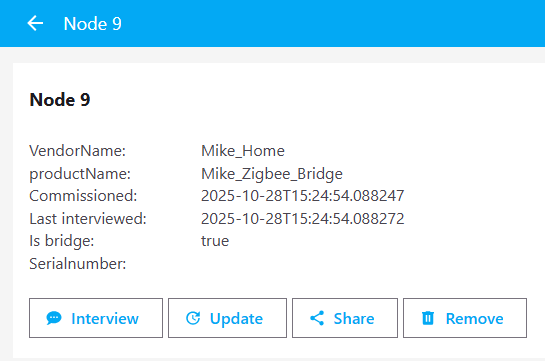 Node 9
Node 9
VendorName: Mike_Home
productName: Mike_Zigbee_Bridge
Commissioned: 2025-10-28T15:24:54.088247
Last interviewed: 2025-10-28T15:24:54.088272
Is bridge: true
Serialnumber:
Interview Update Share Remove